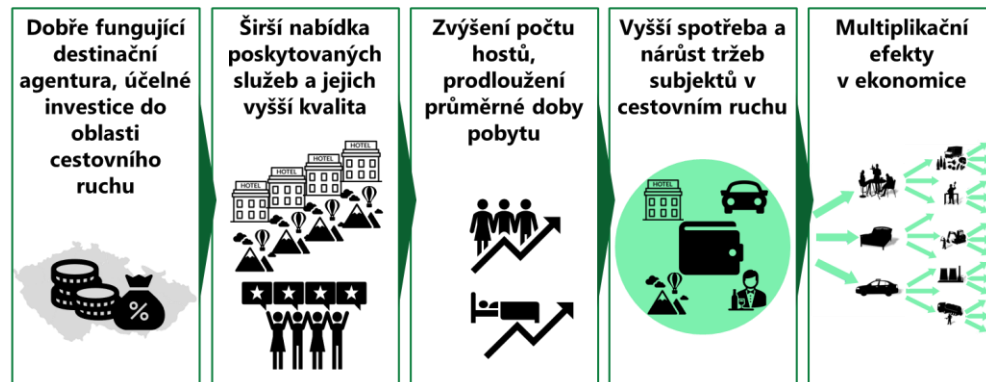 Dobře fungující
destinační
agentura, účelné
investice do
oblasti
cestovního
ruchu
%
Širší nabídka
poskytovaných
služeb a jejich
vyšší kvalita
HOTEL
HOTEL
HOTEL
HOTEL
Zvýšení počtu
hostů,
prodloužení
průměrné doby
pobytu
Vyšší spotřeba a
nárůst tržeb
subjektů v
cestovním ruchu
HOTEL
Multiplikační
efekty
v ekonomice